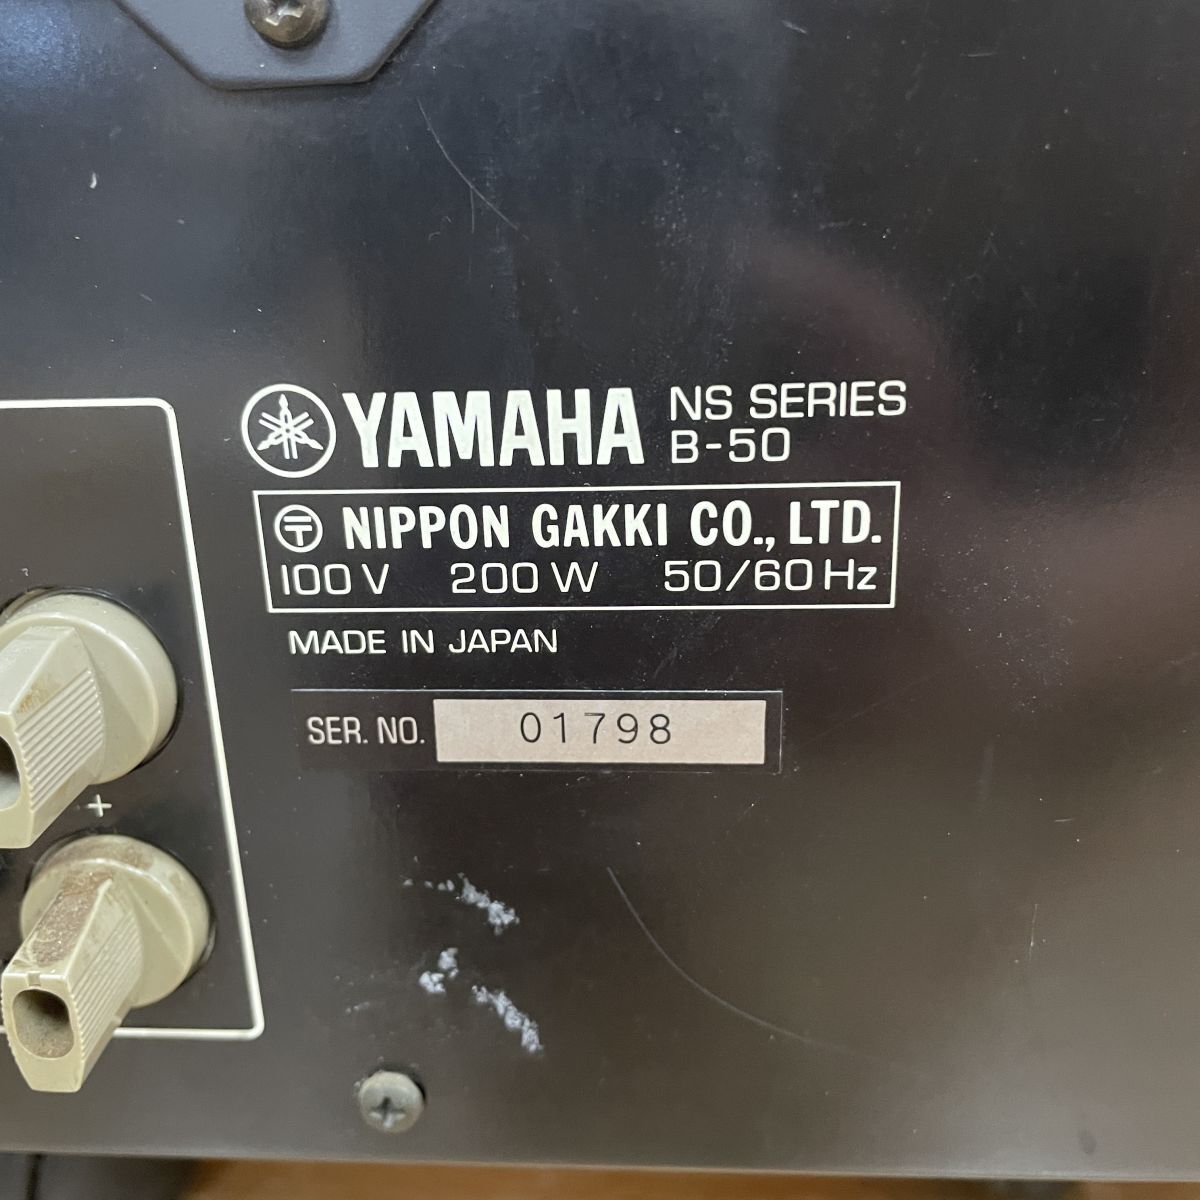 YAMAHA NS SERIES
B-50
〶 NIPPON GAKKI CO., LTD.
100V 200W 50/60Hz
MADE IN JAPAN
SER. NO. 01798
+